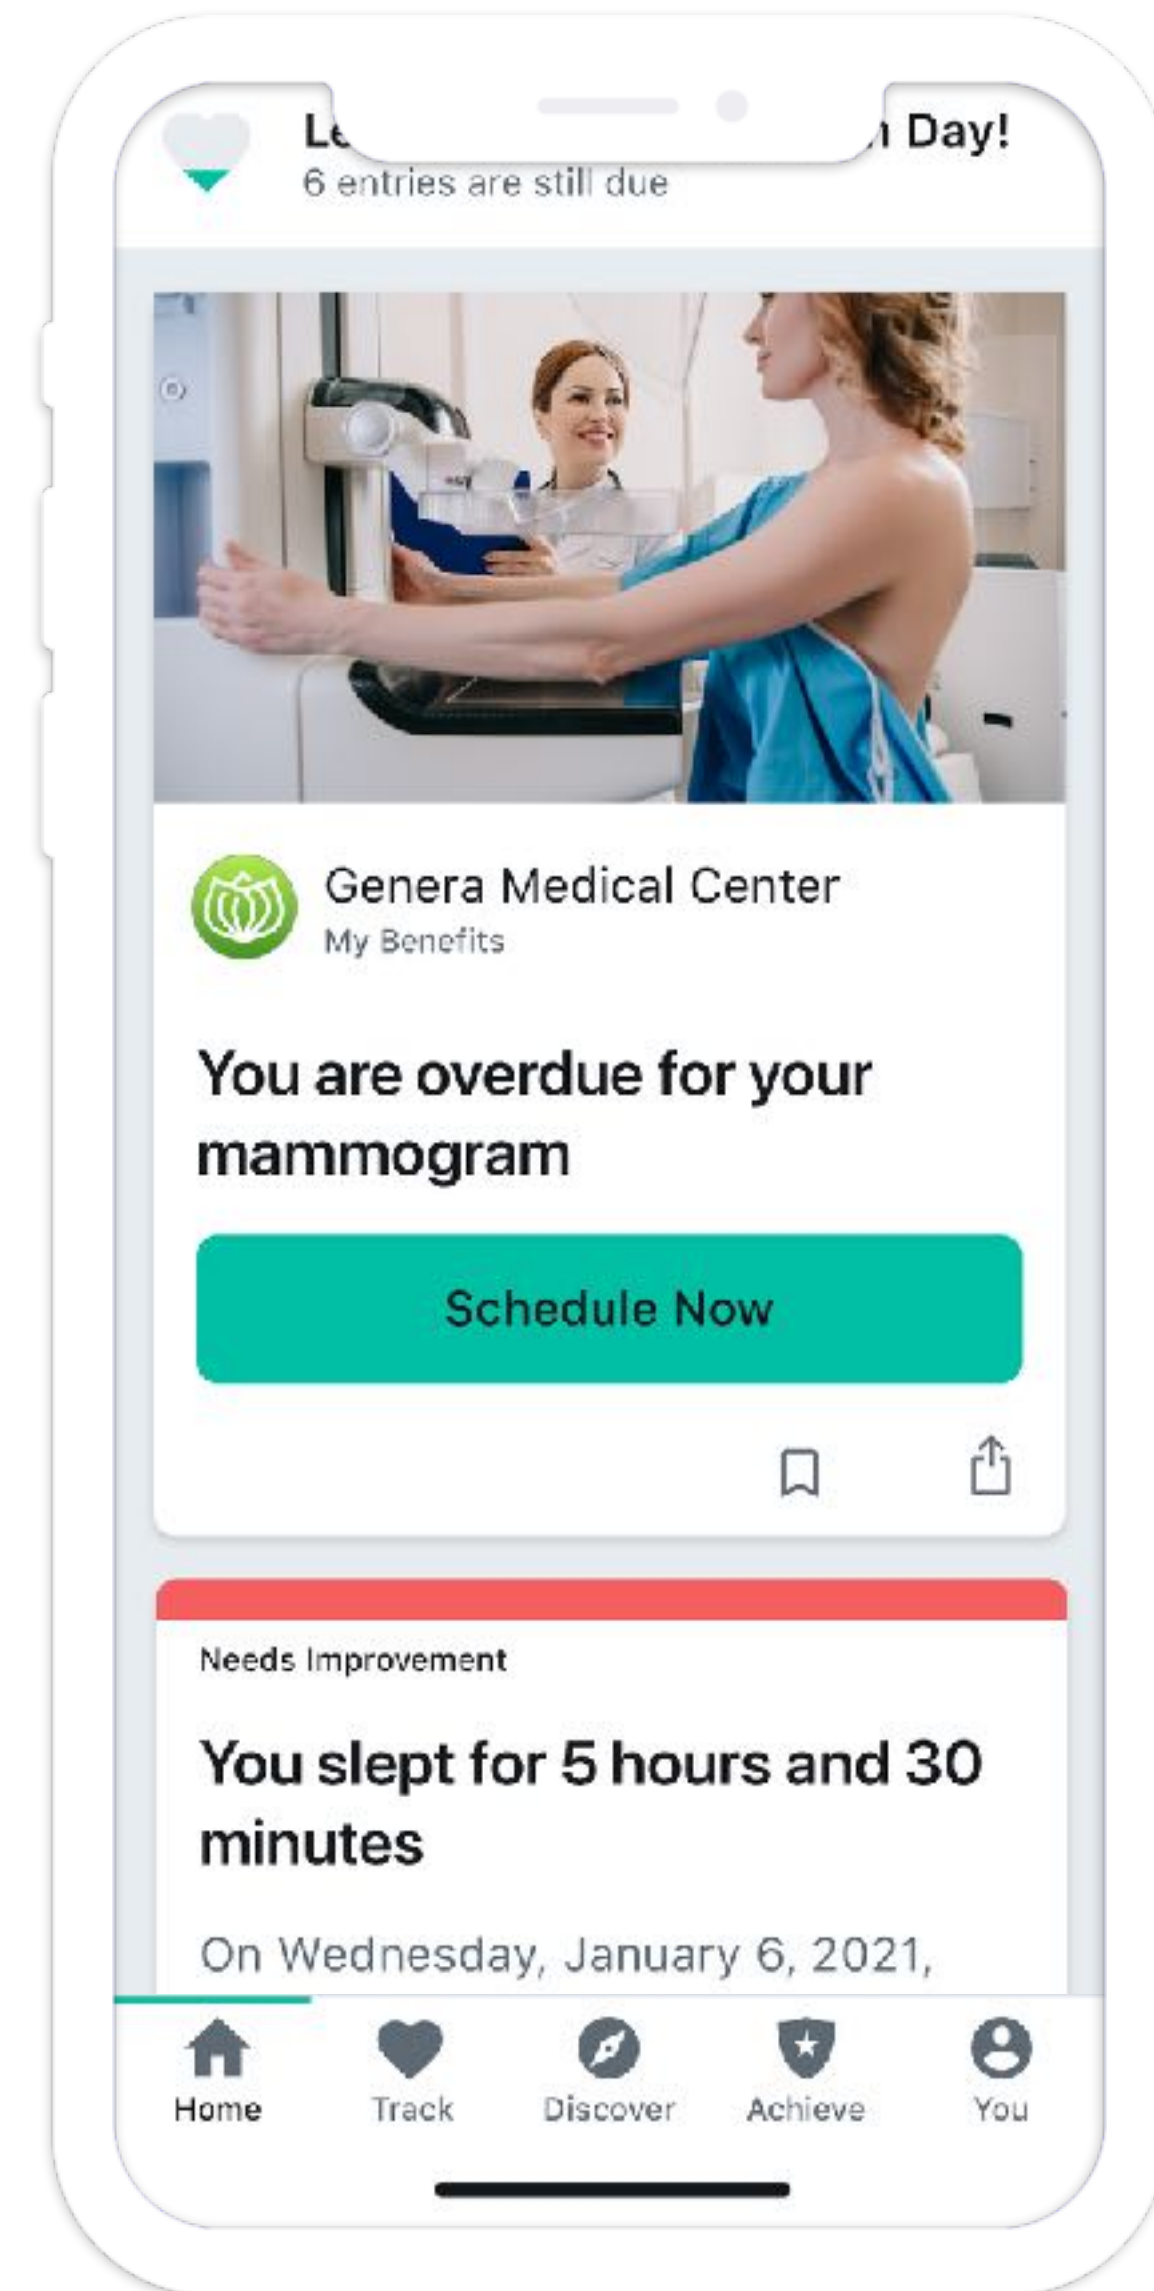 Day!
6 entries are still due
Genera Medical Center
My Benefits
You are overdue for your
mammogram
Schedule Now
Needs Improvement
You slept for 5 hours and 30
minutes
On Wednesday, January 6, 2021,
Home Track Discover Achieve You